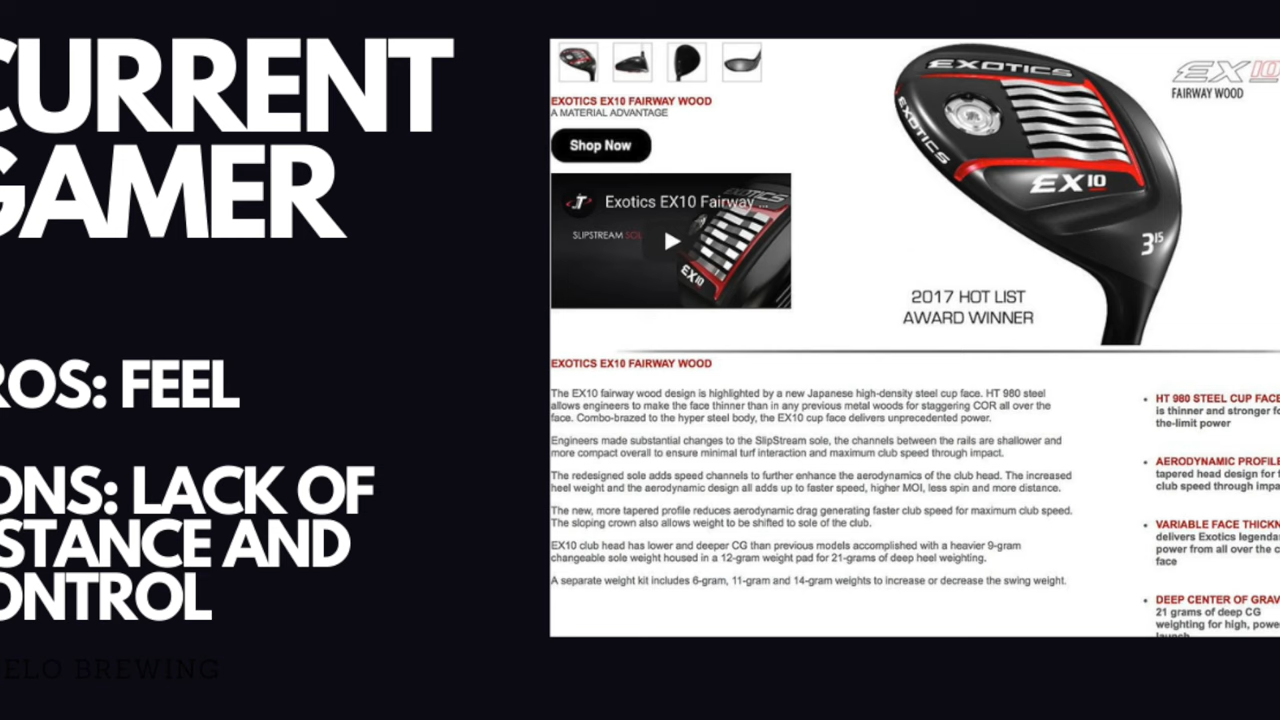 CURRENT
GAMER
ROS: FEEL
ONS: LACK OF
STANCE AND
ONTROL
ELO BREWING
EXOTICS EX10 FAIRWAY WOOD
A MATERIAL ADVANTAGE
Shop Now
Exotics EX10 Fairway ...
SLIPSTREAM SOL
EX10
EXOTICS
EXOTICS
EX10
3 15
EX10
FAIRWAY WOOD
2017 HOT LIST
AWARD WINNER
EXOTICS EX10 FAIRWAY WOOD
The EX10 fairway wood design is highlighted by a new Japanese high-density steel cup face. HT 980 steel
allows engineers to make the face thinner than in any previous metal woods for staggering COR all over the
face. Combo-brazed to the hyper steel body, the EX10 cup face delivers unprecedented power.
Engineers made substantial changes to the SlipStream sole, the channels between the rails are shallower and
more compact overall to ensure minimal turf interaction and maximum club speed through impact.
The redesigned sole adds speed channels to further enhance the aerodynamics of the club head. The increased
heel weight and the aerodynamic design all adds up to faster speed, higher MOI, less spin and more distance.
The new, more tapered profile reduces aerodynamic drag generating faster club speed for maximum club speed.
The sloping crown also allows weight to be shifted to sole of the club.
EX10 club head has lower and deeper CG than previous models accomplished with a heavier 9-gram
changeable sole weight housed in a 12-gram weight pad for 21-grams of deep heel weighting.
A separate weight kit includes 6-gram, 11-gram and 14-gram weights to increase or decrease the swing weight.
• HT 980 STEEL CUP FACE
is thinner and stronger fo
the-limit power
• AERODYNAMIC PROFILE
tapered head design for f
club speed through impa
• VARIABLE FACE THICKN
delivers Exotics legenda
power from all over the c
face
• DEEP CENTER OF GRAV
21 grams of deep CG
weighting for high, powe
launch